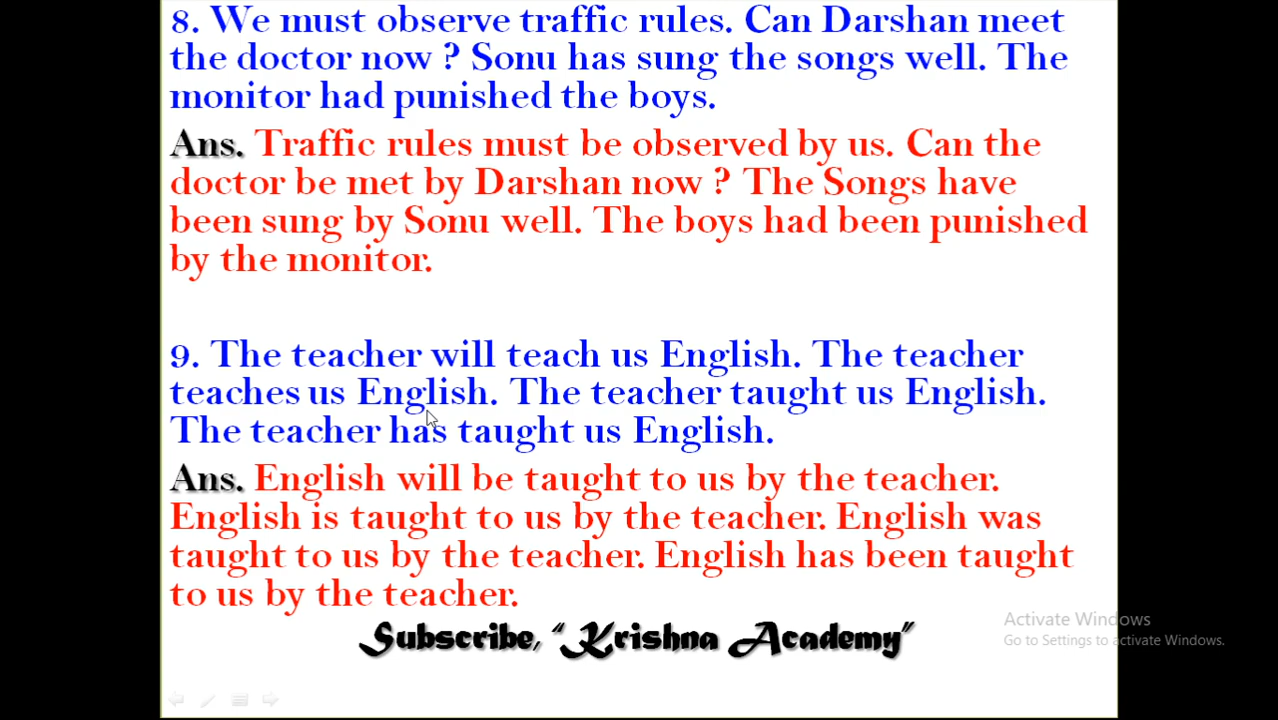 8. We must observe traffic rules. Can Darshan meet
the doctor now ? Sonu has sung the songs well. The
monitor had punished the boys.
Ans. Traffic rules must be observed by us. Can the
doctor be met by Darshan now ? The Songs have
been sung by Sonu well. The boys had been punished
by the monitor.
9. The teacher will teach us English. The teacher
teaches us English. The teacher taught us English.
The teacher has taught us English.
Ans. English will be taught to us by the teacher.
English is taught to us by the teacher. English was
taught to us by the teacher. English has been taught
to us by the teacher.
Subscribe, “Krishna Academy”
Activate Windows
Go to Settings to activate Windows.